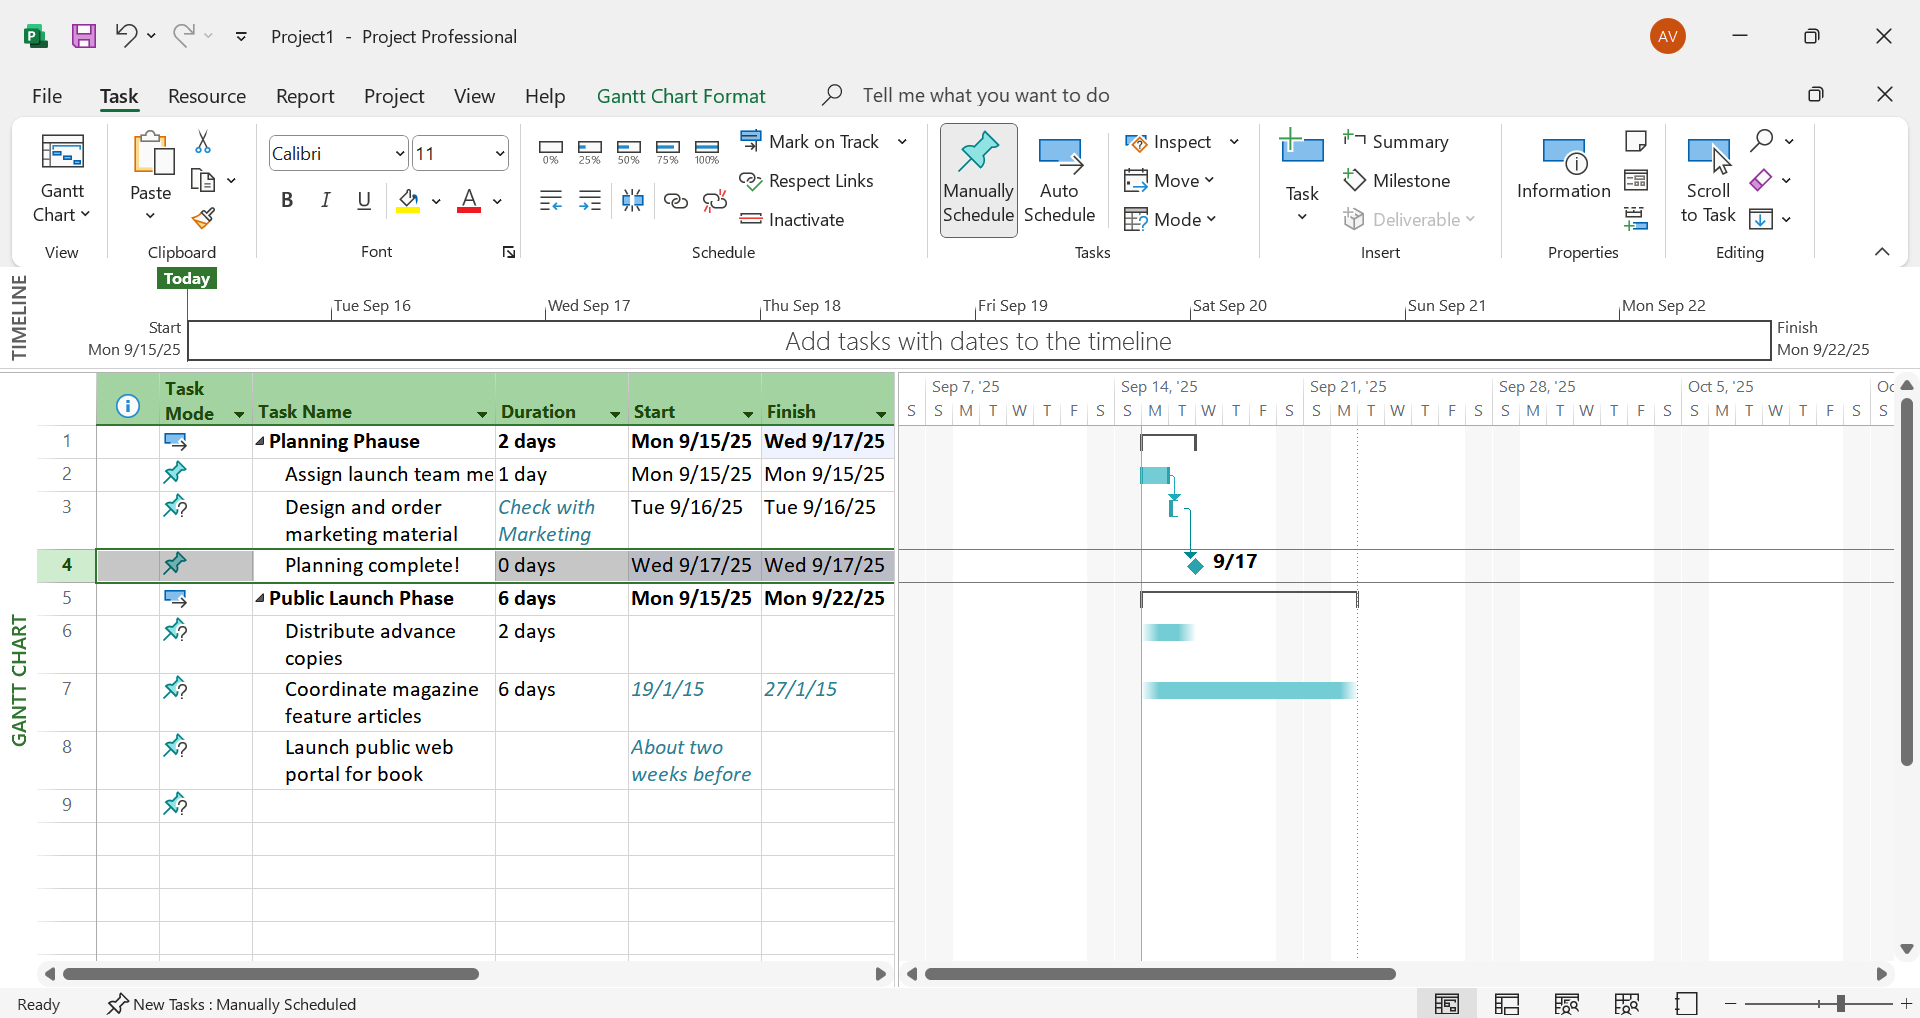 Project1 - Project Professional
AV
File Task Resource Report Project View Help Gantt Chart Format Tell me what you want to do
Gantt Chart
View
Paste
Clipboard
Calibri 11
B I U A
Font
0% 25% 50% 75% 100%
Mark on Track
Respect Links
Inactivate
Schedule
Manually Schedule
Auto Schedule
Inspect
Move
Mode
Tasks
Task
Summary
Milestone
Deliverable
Insert
Information
Properties
Scroll to Task
Editing
TIMELINE
Today
Tue Sep 16 Wed Sep 17 Thu Sep 18 Fri Sep 19 Sat Sep 20 Sun Sep 21 Mon Sep 22
Start
Mon 9/15/25
Add tasks with dates to the timeline
Finish
Mon 9/22/25
GANTT CHART
Task Mode Task Name Duration Start Finish
1 Planning Phause 2 days Mon 9/15/25 Wed 9/17/25
2 Assign launch team me 1 day Mon 9/15/25 Mon 9/15/25
3 Design and order marketing material Check with Marketing Tue 9/16/25 Tue 9/16/25
4 Planning complete! 0 days Wed 9/17/25 Wed 9/17/25
5 Public Launch Phase 6 days Mon 9/15/25 Mon 9/22/25
6 Distribute advance copies 2 days
7 Coordinate magazine feature articles 6 days 19/1/15 27/1/15
8 Launch public web portal for book About two weeks before
9
Sep 7, '25 Sep 14, '25 Sep 21, '25 Sep 28, '25 Oct 5, '25 Oc
S S M T W T F S S M T W T F S S M T W T F S S M T W T F S S M T W T F S S
9/17
Ready New Tasks : Manually Scheduled